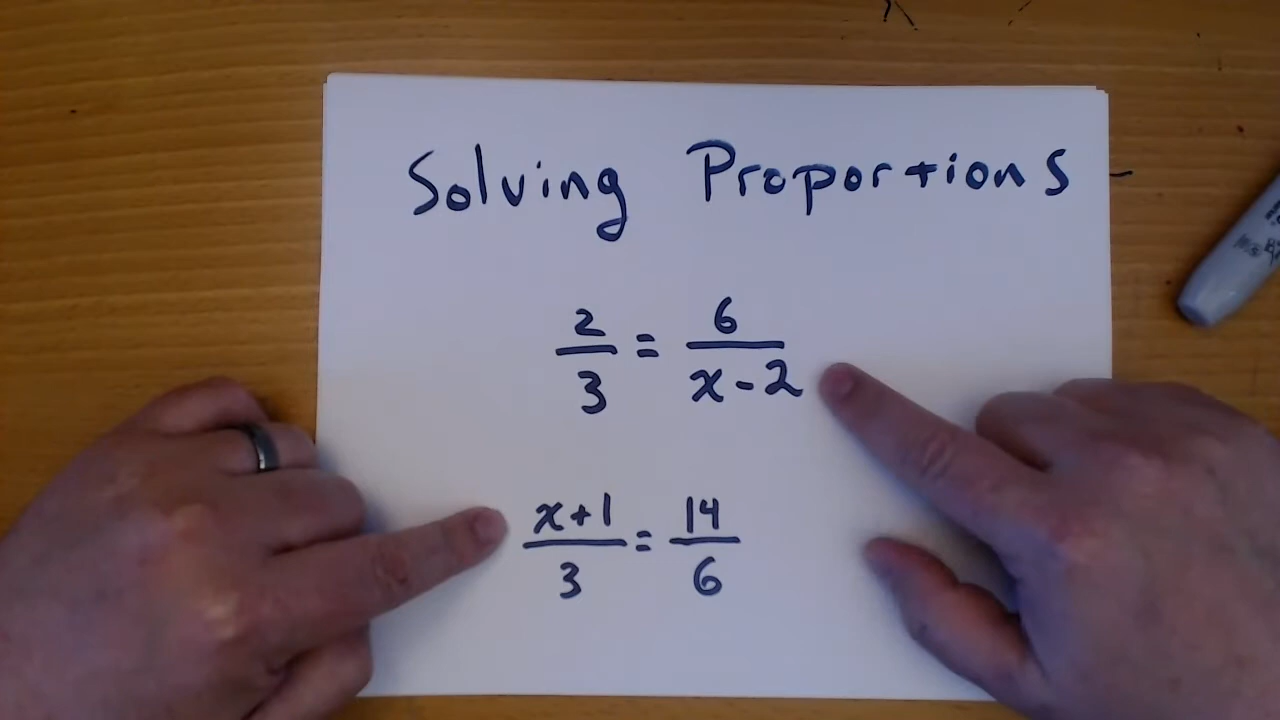 Solving Proportions
2/3 = 6/x-2
x+1/3 = 14/6